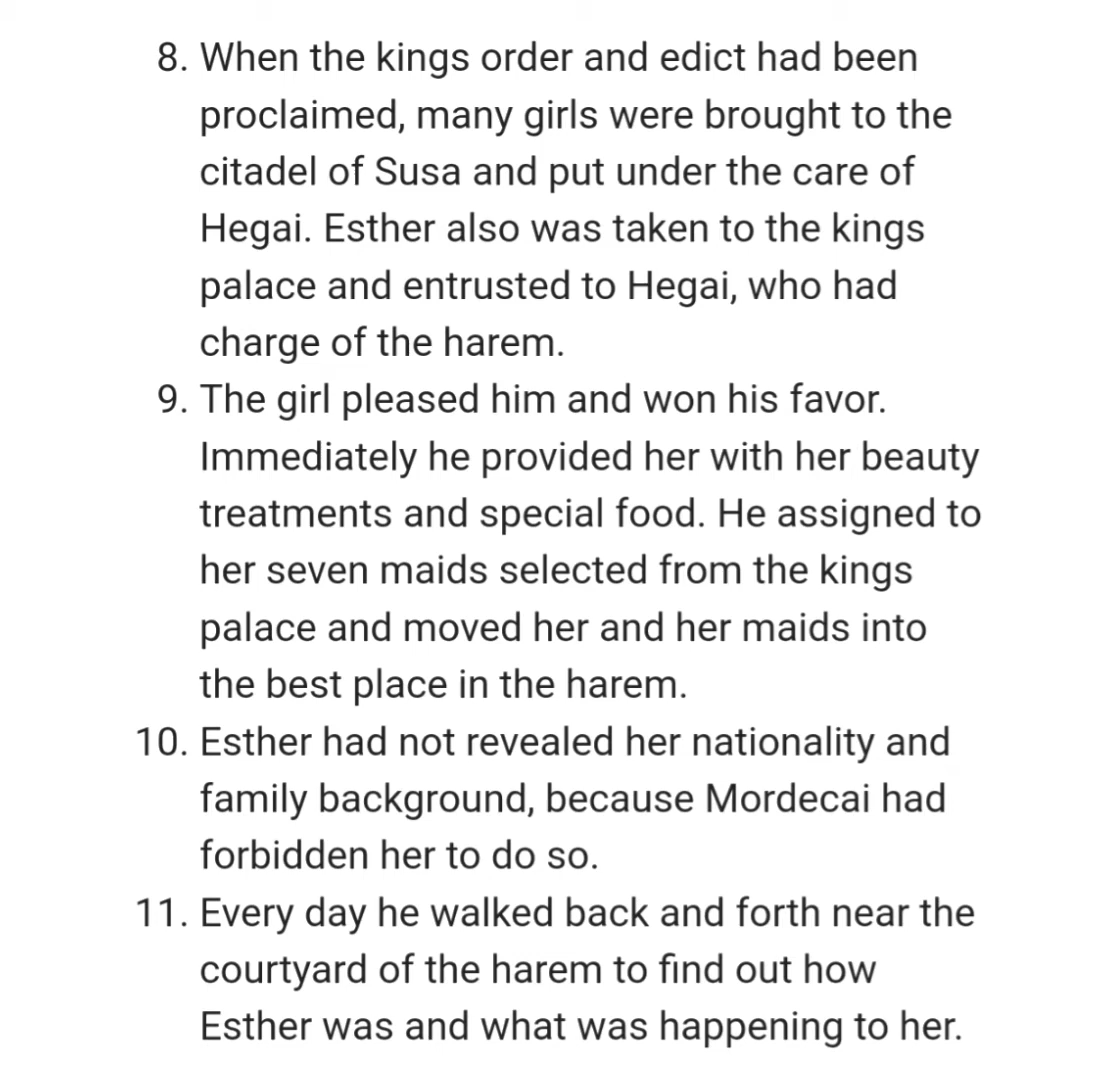 8. When the kings order and edict had been
proclaimed, many girls were brought to the
citadel of Susa and put under the care of
Hegai. Esther also was taken to the kings
palace and entrusted to Hegai, who had
charge of the harem.
9. The girl pleased him and won his favor.
Immediately he provided her with her beauty
treatments and special food. He assigned to
her seven maids selected from the kings
palace and moved her and her maids into
the best place in the harem.
10. Esther had not revealed her nationality and
family background, because Mordecai had
forbidden her to do so.
11. Every day he walked back and forth near the
courtyard of the harem to find out how
Esther was and what was happening to her.